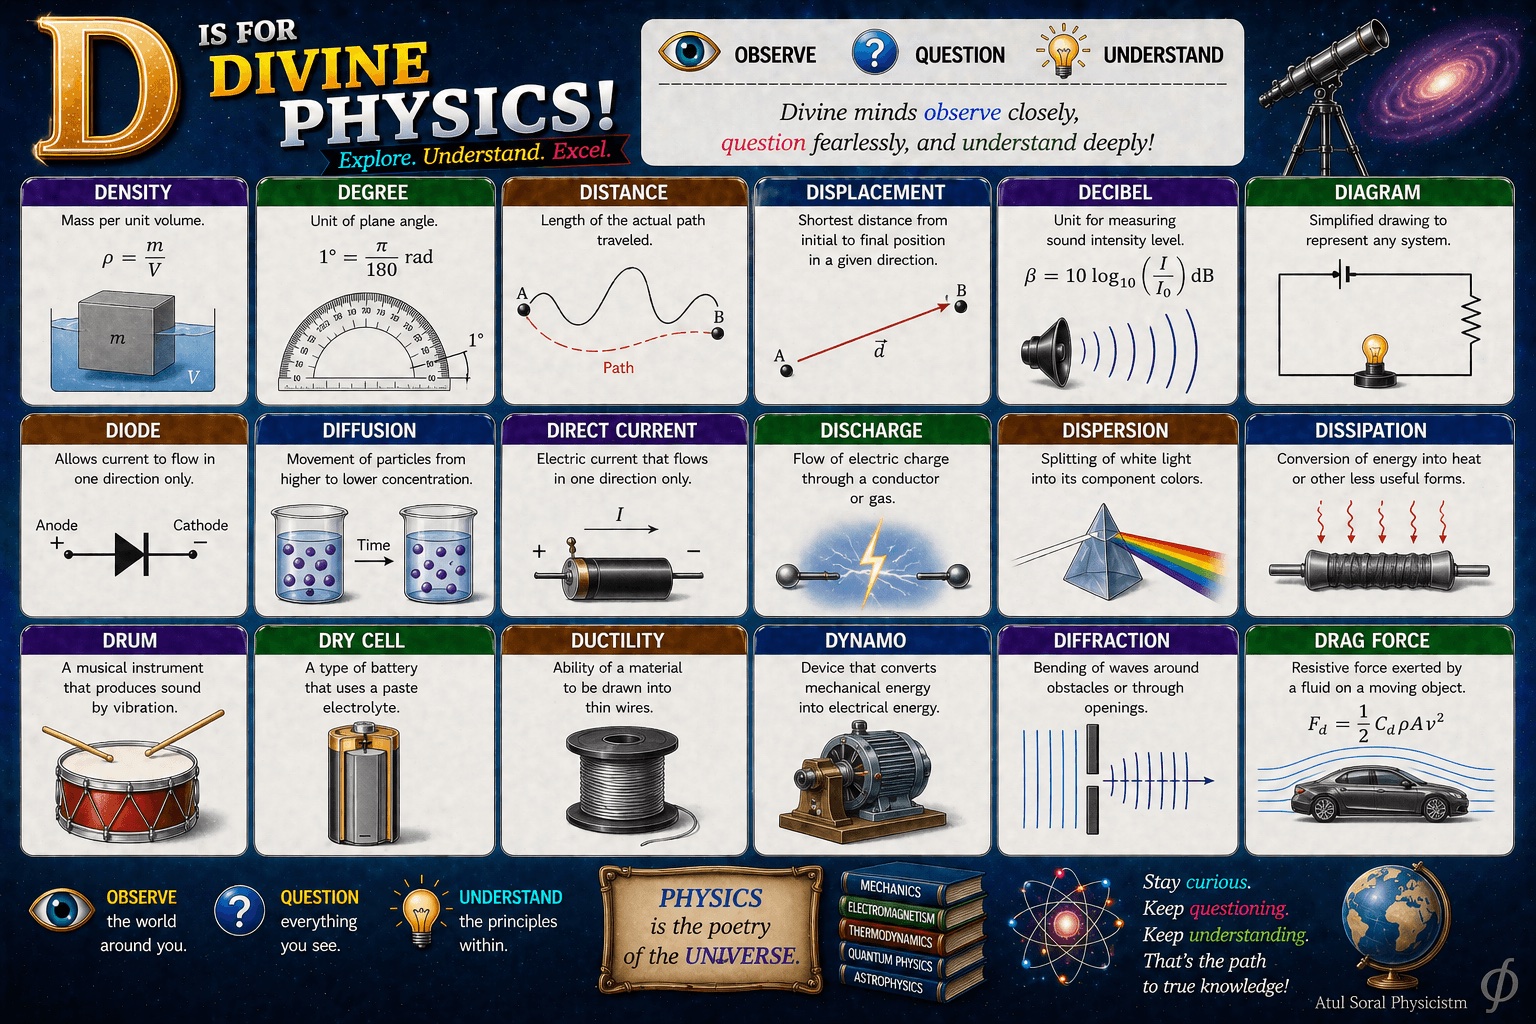 D IS FOR
DIVINE
PHYSICS!
Explore. Understand. Excel.
OBSERVE QUESTION UNDERSTAND
Divine minds observe closely,
question fearlessly, and understand deeply!
DENSITY
Mass per unit volume.
ρ = m/V
m
V
DEGREE
Unit of plane angle.
1° = π/180 rad
1°
DISTANCE
Length of the actual path
traveled.
A
B
Path
DISPLACEMENT
Shortest distance from
initial to final position
in a given direction.
B
A
d⃗
DECIBEL
Unit for measuring
sound intensity level.
β = 10 log₁₀ (I/I₀) dB
DIAGRAM
Simplified drawing to
represent any system.
DIODE
Allows current to flow in
one direction only.
Anode Cathode
+ −
DIFFUSION
Movement of particles from
higher to lower concentration.
Time
DIRECT CURRENT
Electric current that flows
in one direction only.
I
+ −
DISCHARGE
Flow of electric charge
through a conductor
or gas.
DISPERSION
Splitting of white light
into its component colors.
DISSIPATION
Conversion of energy into heat
or other less useful forms.
DRUM
A musical instrument
that produces sound
by vibration.
DRY CELL
A type of battery
that uses a paste
electrolyte.
DUCTILITY
Ability of a material
to be drawn into
thin wires.
DYNAMO
Device that converts
mechanical energy
into electrical energy.
DIFFRACTION
Bending of waves around
obstacles or through
openings.
DRAG FORCE
Resistive force exerted by
a fluid on a moving object.
F_d = 1/2 C_d ρAv²
OBSERVE
the world
around you.
QUESTION
everything
you see.
UNDERSTAND
the principles
within.
PHYSICS
is the poetry
of the UNIVERSE.
MECHANICS
ELECTROMAGNETISM
THERMODYNAMICS
QUANTUM PHYSICS
ASTROPHYSICS
Stay curious.
Keep questioning.
Keep understanding.
That's the path
to true knowledge!
Atul Soral Physicistm